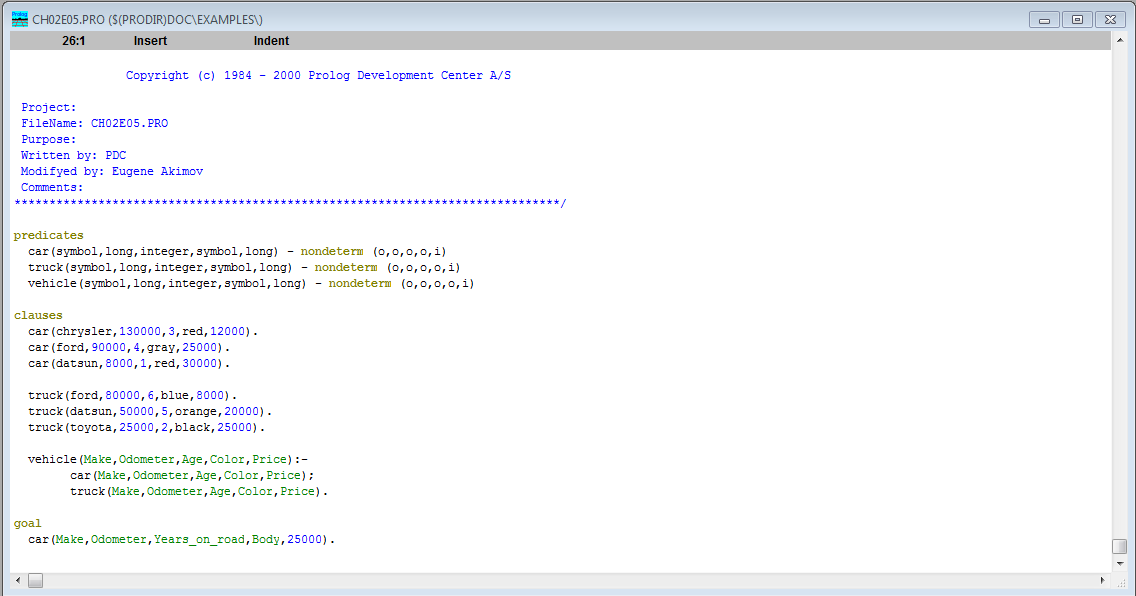 CH02E05.PRO ($(PRODIR)DOC\EXAMPLES\)
26:1 Insert Indent
Copyright (c) 1984 - 2000 Prolog Development Center A/S
Project:
FileName: CH02E05.PRO
Purpose:
Written by: PDC
Modifyed by: Eugene Akimov
Comments:
******************************************************************************/
predicates
car(symbol,long,integer,symbol,long) - nondeterm (o,o,o,o,i)
truck(symbol,long,integer,symbol,long) - nondeterm (o,o,o,o,i)
vehicle(symbol,long,integer,symbol,long) - nondeterm (o,o,o,o,i)
clauses
car(chrysler,130000,3,red,12000).
car(ford,90000,4,gray,25000).
car(datsun,8000,1,red,30000).
truck(ford,80000,6,blue,8000).
truck(datsun,50000,5,orange,20000).
truck(toyota,25000,2,black,25000).
vehicle(Make,Odometer,Age,Color,Price):-
car(Make,Odometer,Age,Color,Price);
truck(Make,Odometer,Age,Color,Price).
goal
car(Make,Odometer,Years_on_road,Body,25000).